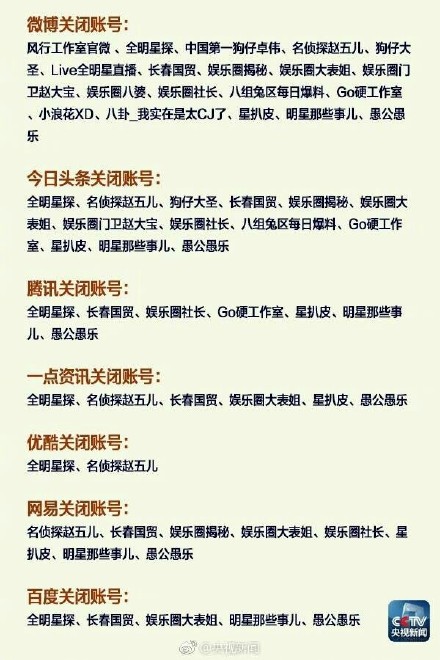 微博关闭账号：
风行工作室官微 、全明星探、中国第一狗仔卓伟、名侦探赵五儿、狗仔大
圣、Live全明星直播、长春国贸、娱乐圈揭秘、娱乐圈大表姐、娱乐圈门
卫赵大宝、娱乐圈八婆、娱乐圈社长、八组兔区每日爆料、Go硬工作室
、小浪花XD、八卦_我实在是太CJ了、星扒皮、明星那些事儿、愚公愚
乐
今日头条关闭账号：
全明星探、名侦探赵五儿、狗仔大圣、长春国贸、娱乐圈揭秘、娱乐圈大
表姐、娱乐圈门卫赵大宝、娱乐圈社长、八组兔区每日爆料、Go硬工作
室、星扒皮、明星那些事儿、愚公愚乐
腾讯关闭账号：
全明星探、长春国贸、娱乐圈社长、Go硬工作室、星扒皮、明星那些事
儿、愚公愚乐
一点资讯关闭账号：
全明星探、名侦探赵五儿、长春国贸、娱乐圈大表姐、星扒皮、愚公愚乐
优酷关闭账号：
全明星探、名侦探赵五儿
网易关闭账号：
名侦探赵五儿、长春国贸、娱乐圈揭秘、娱乐圈大表姐、娱乐圈社长、星
扒皮、明星那些事儿、愚公愚乐
百度关闭账号：
全明星探、长春国贸、娱乐圈大表姐、明星那些事儿、愚公愚乐
CCTV
央视新闻
@央视新闻